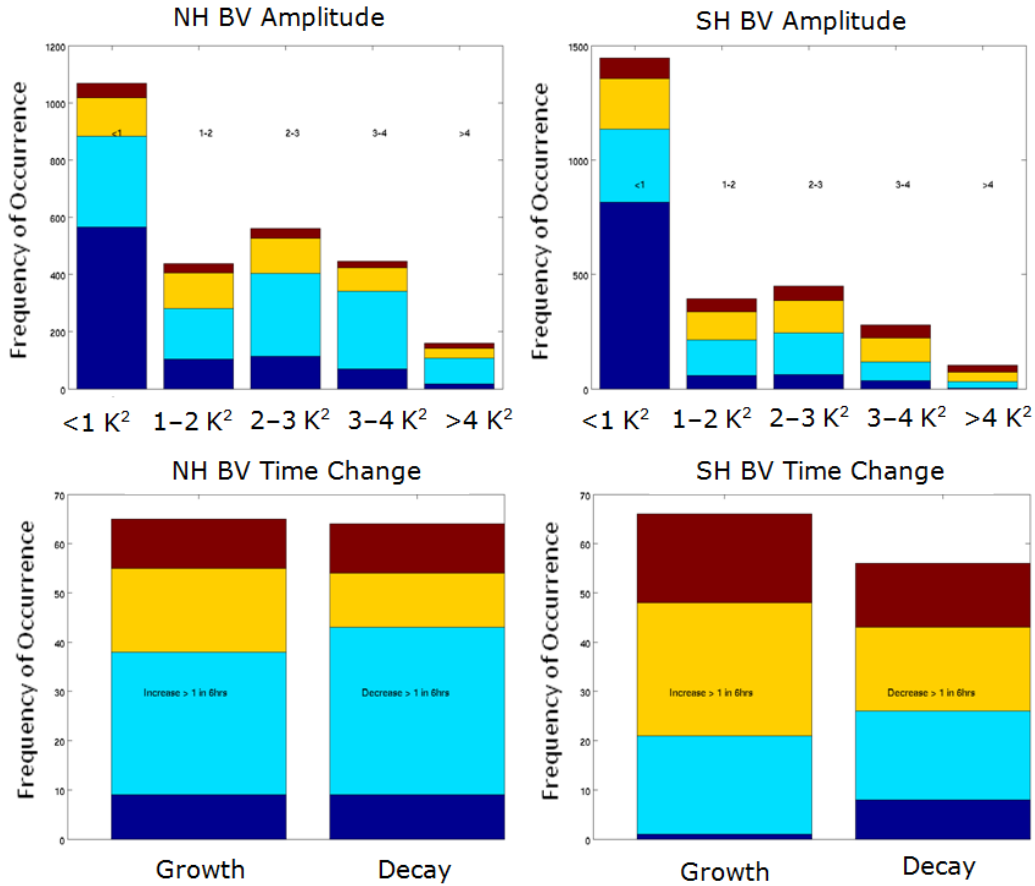 NH BV Amplitude
Frequency of Occurrence
1200
1000
800
600
400
200
0
<1
1-2
2-3
3-4
>4
<1 K²
1–2 K²
2–3 K²
3–4 K²
>4 K²
SH BV Amplitude
Frequency of Occurrence
1500
1000
500
0
<1
1-2
2-3
3-4
>4
<1 K²
1–2 K²
2–3 K²
3–4 K²
>4 K²
NH BV Time Change
Frequency of Occurrence
70
60
50
40
30
20
10
0
Increase > 1 in 6hrs
Decrease > 1 in 6hrs
Growth
Decay
SH BV Time Change
Frequency of Occurrence
70
60
50
40
30
20
10
0
Increase > 1 in 6hrs
Decrease > 1 in 6hrs
Growth
Decay